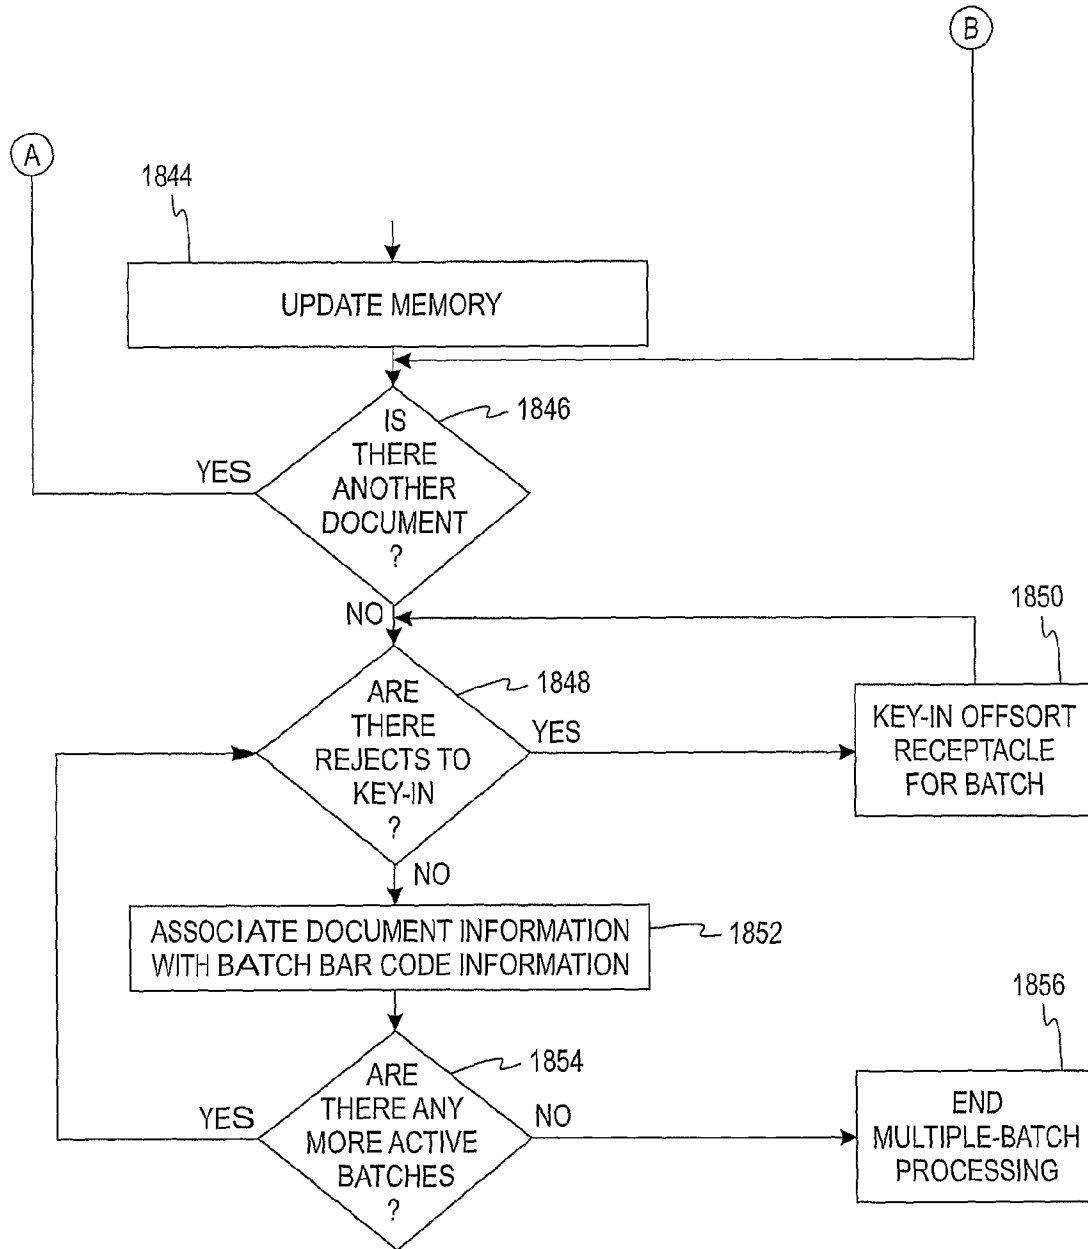 B
A
1844
UPDATE MEMORY
IS
THERE
ANOTHER
DOCUMENT
?
1846
YES
NO
ARE
THERE
REJECTS TO
KEY-IN
?
1848
YES
1850
KEY-IN OFFSORT
RECEPTACLE
FOR BATCH
NO
ASSOCIATE DOCUMENT INFORMATION
WITH BATCH BAR CODE INFORMATION
1852
ARE
THERE ANY
MORE ACTIVE
BATCHES
?
1854
YES
NO
1856
END
MULTIPLE-BATCH
PROCESSING